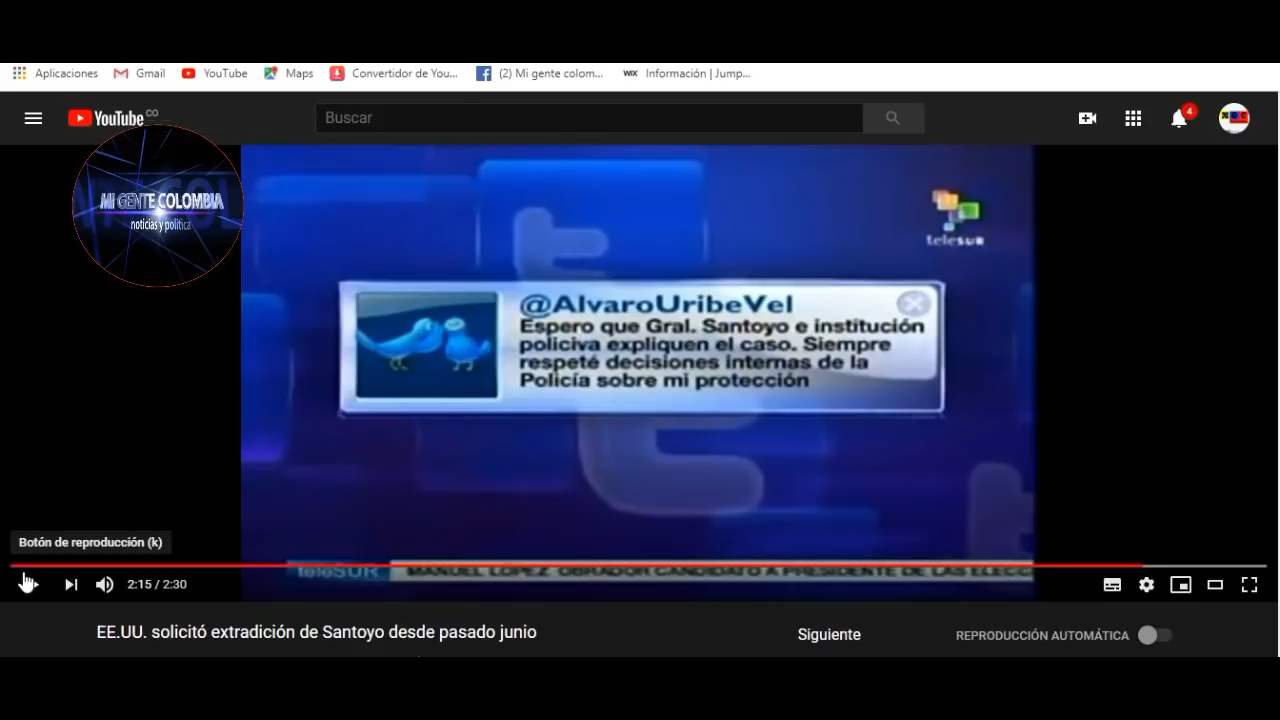 Aplicaciones
Gmail
YouTube
Maps
Convertidor de You...
(2) Mi gente colom...
WIX
Información | Jump...
YouTube CO
Buscar
4
MGC
MI GENTE COLOMBIA
noticias y política
teleSUR
@AlvaroUribeVel
Espero que Gral. Santoyo e institución
policiva expliquen el caso. Siempre
respeté decisiones internas de la
Policía sobre mi protección
Botón de reproducción (k)
teleSUR
MANUEL LÓPEZ OBRADOR CANDIDATO A PRESIDENTE DE LAS ELECC
2:15 / 2:30
EE.UU. solicitó extradición de Santoyo desde pasado junio
Siguiente
REPRODUCCIÓN AUTOMÁTICA